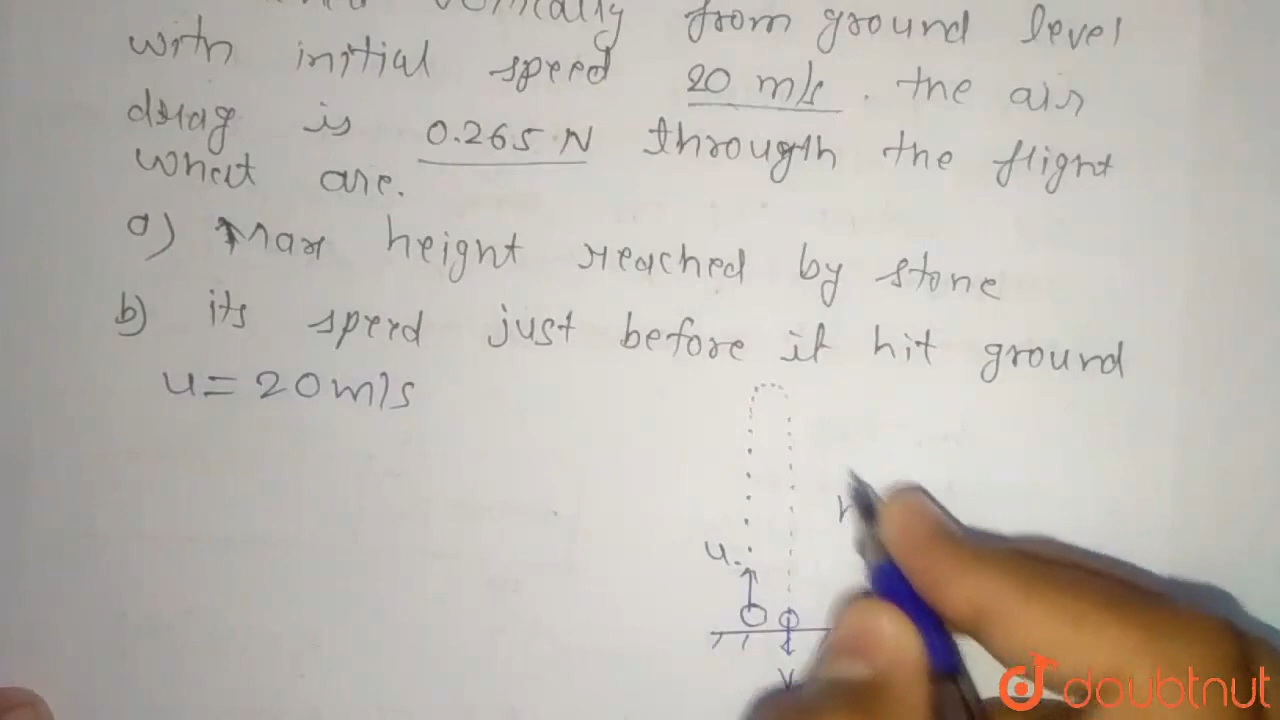 vertically from ground level
with initial speed 20 m/s. the air
drag is 0.265 N through the flight
what are.
a) Max height reached by stone
b) its speed just before it hit ground
u = 20 m/s
u
h
v
doubtnut